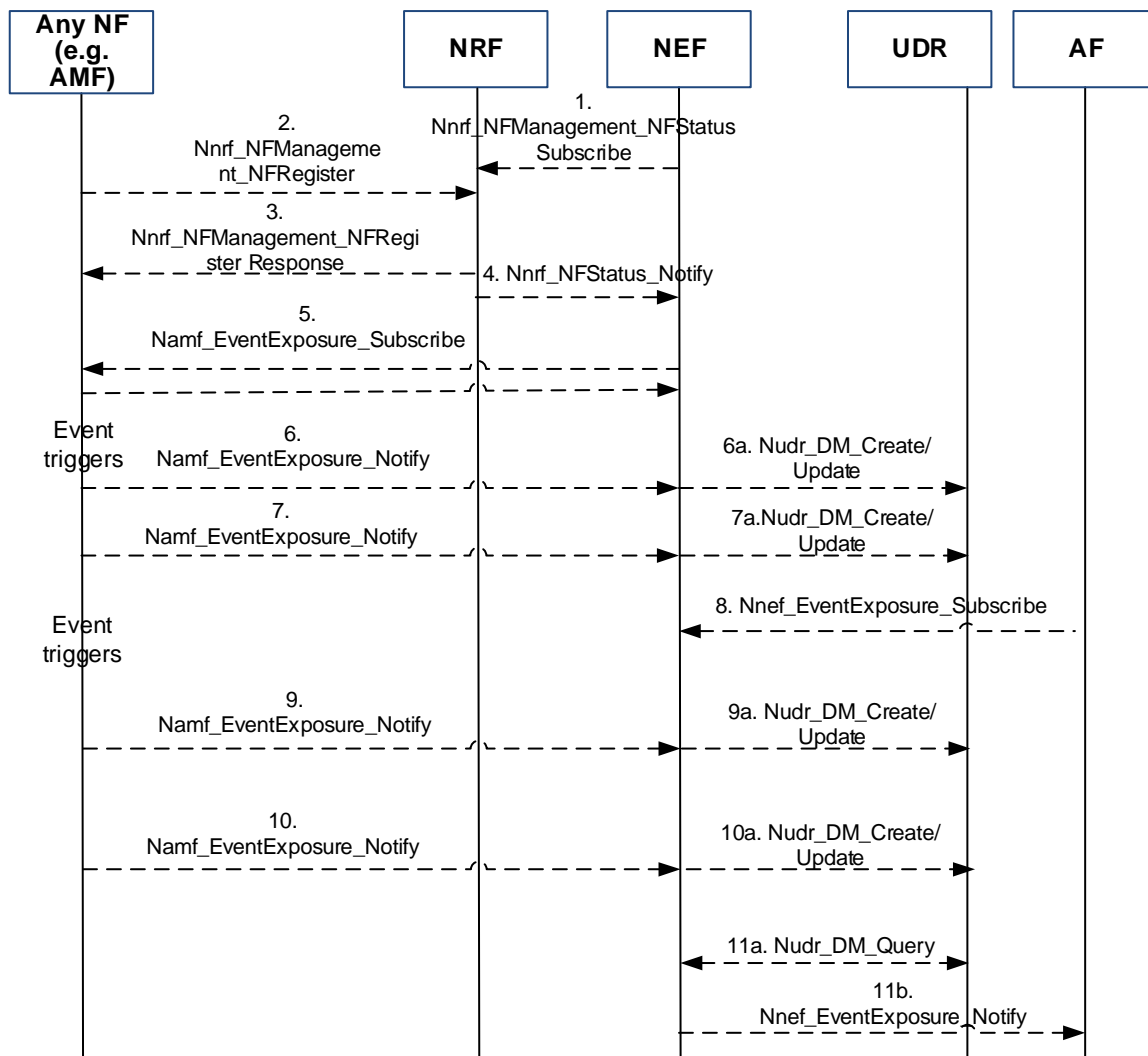 Any NF
(e.g.
AMF)
NRF
NEF
UDR
AF
1.
Nnrf_NFManagement_NFStatus
Subscribe
2.
Nnrf_NFManageme
nt_NFRegister
3.
Nnrf_NFManagement_NFRegi
ster Response
4. Nnrf_NFStatus_Notify
5.
Namf_EventExposure_Subscribe
Event
triggers
6.
Namf_EventExposure_Notify
6a. Nudr_DM_Create/
Update
7.
Namf_EventExposure_Notify
7a.Nudr_DM_Create/
Update
8. Nnef_EventExposure_Subscribe
Event
triggers
9.
Namf_EventExposure_Notify
9a. Nudr_DM_Create/
Update
10.
Namf_EventExposure_Notify
10a. Nudr_DM_Create/
Update
11a. Nudr_DM_Query
11b.
Nnef_EventExposure_Notify